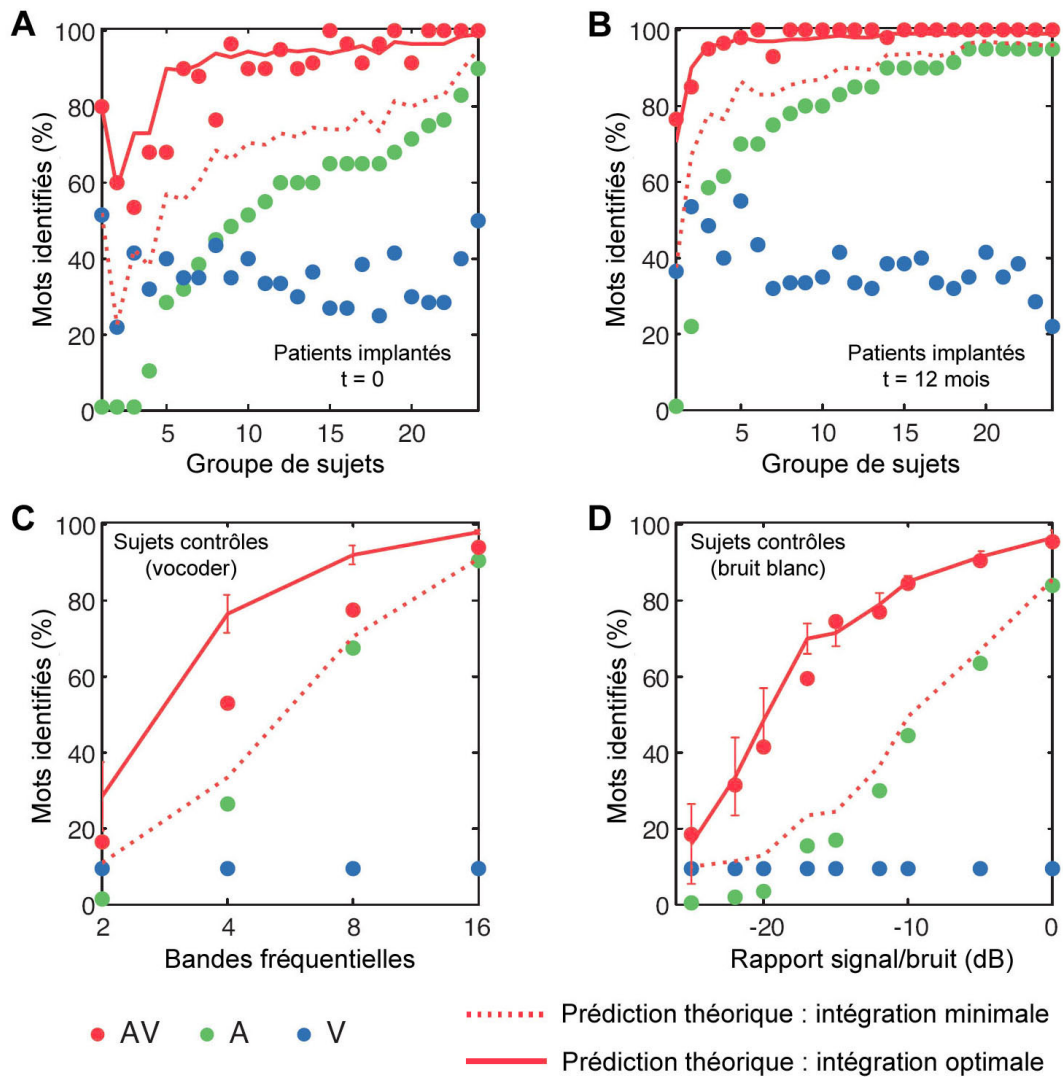 A
B
100
80
60
40
20
0
Mots identifiés (%)
Patients implantés
t = 0
5
10
15
20
Groupe de sujets
100
80
60
40
20
0
Mots identifiés (%)
Patients implantés
t = 12 mois
5
10
15
20
Groupe de sujets
C
D
100
80
60
40
20
0
Mots identifiés (%)
Sujets contrôles
(vocoder)
2
4
8
16
Bandes fréquentielles
100
80
60
40
20
0
Mots identifiés (%)
Sujets contrôles
(bruit blanc)
-20
-10
0
Rapport signal/bruit (dB)
AV
A
V
Prédiction théorique : intégration minimale
Prédiction théorique : intégration optimale